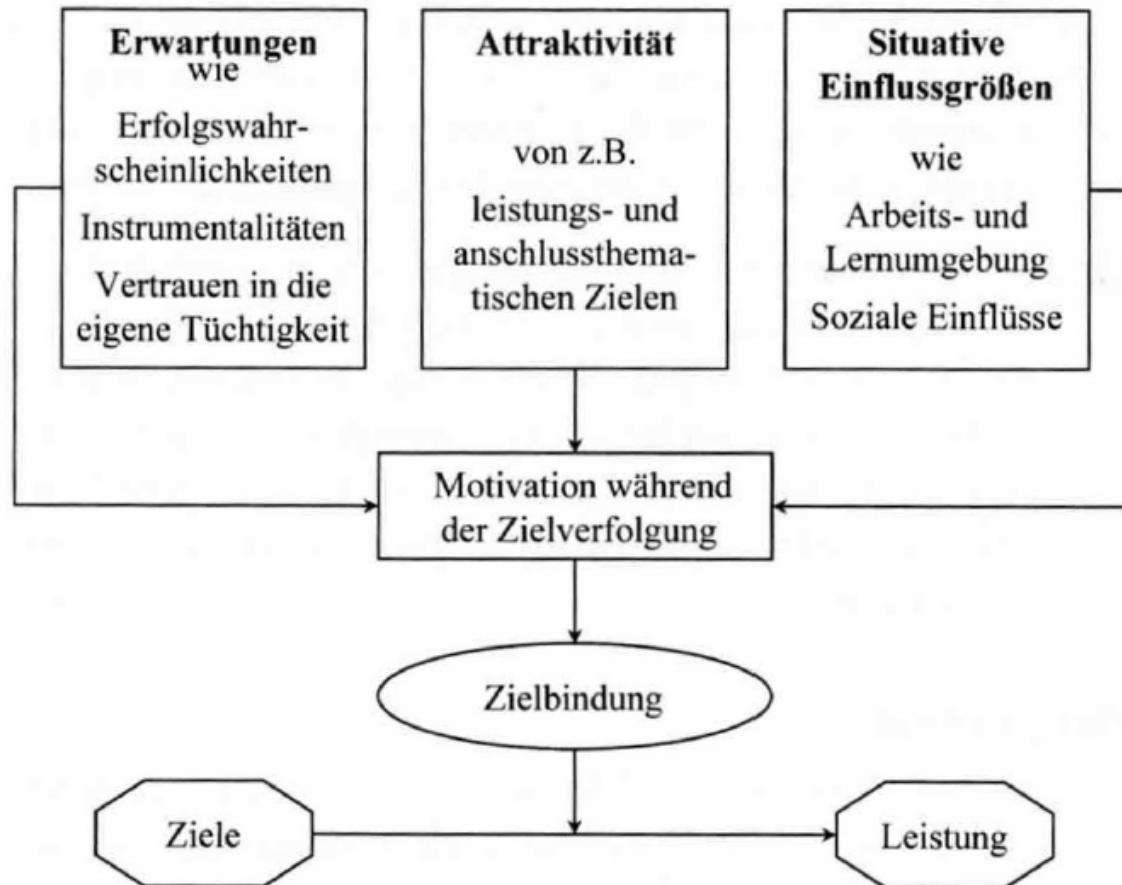 Erwartungen
wie
Erfolgswahr-
scheinlichkeiten
Instrumentalitäten
Vertrauen in die
eigene Tüchtigkeit
Attraktivität
von z.B.
leistungs- und
anschlussthema-
tischen Zielen
Situative
Einflussgrößen
wie
Arbeits- und
Lernumgebung
Soziale Einflüsse
Motivation während
der Zielverfolgung
Zielbindung
Ziele
Leistung